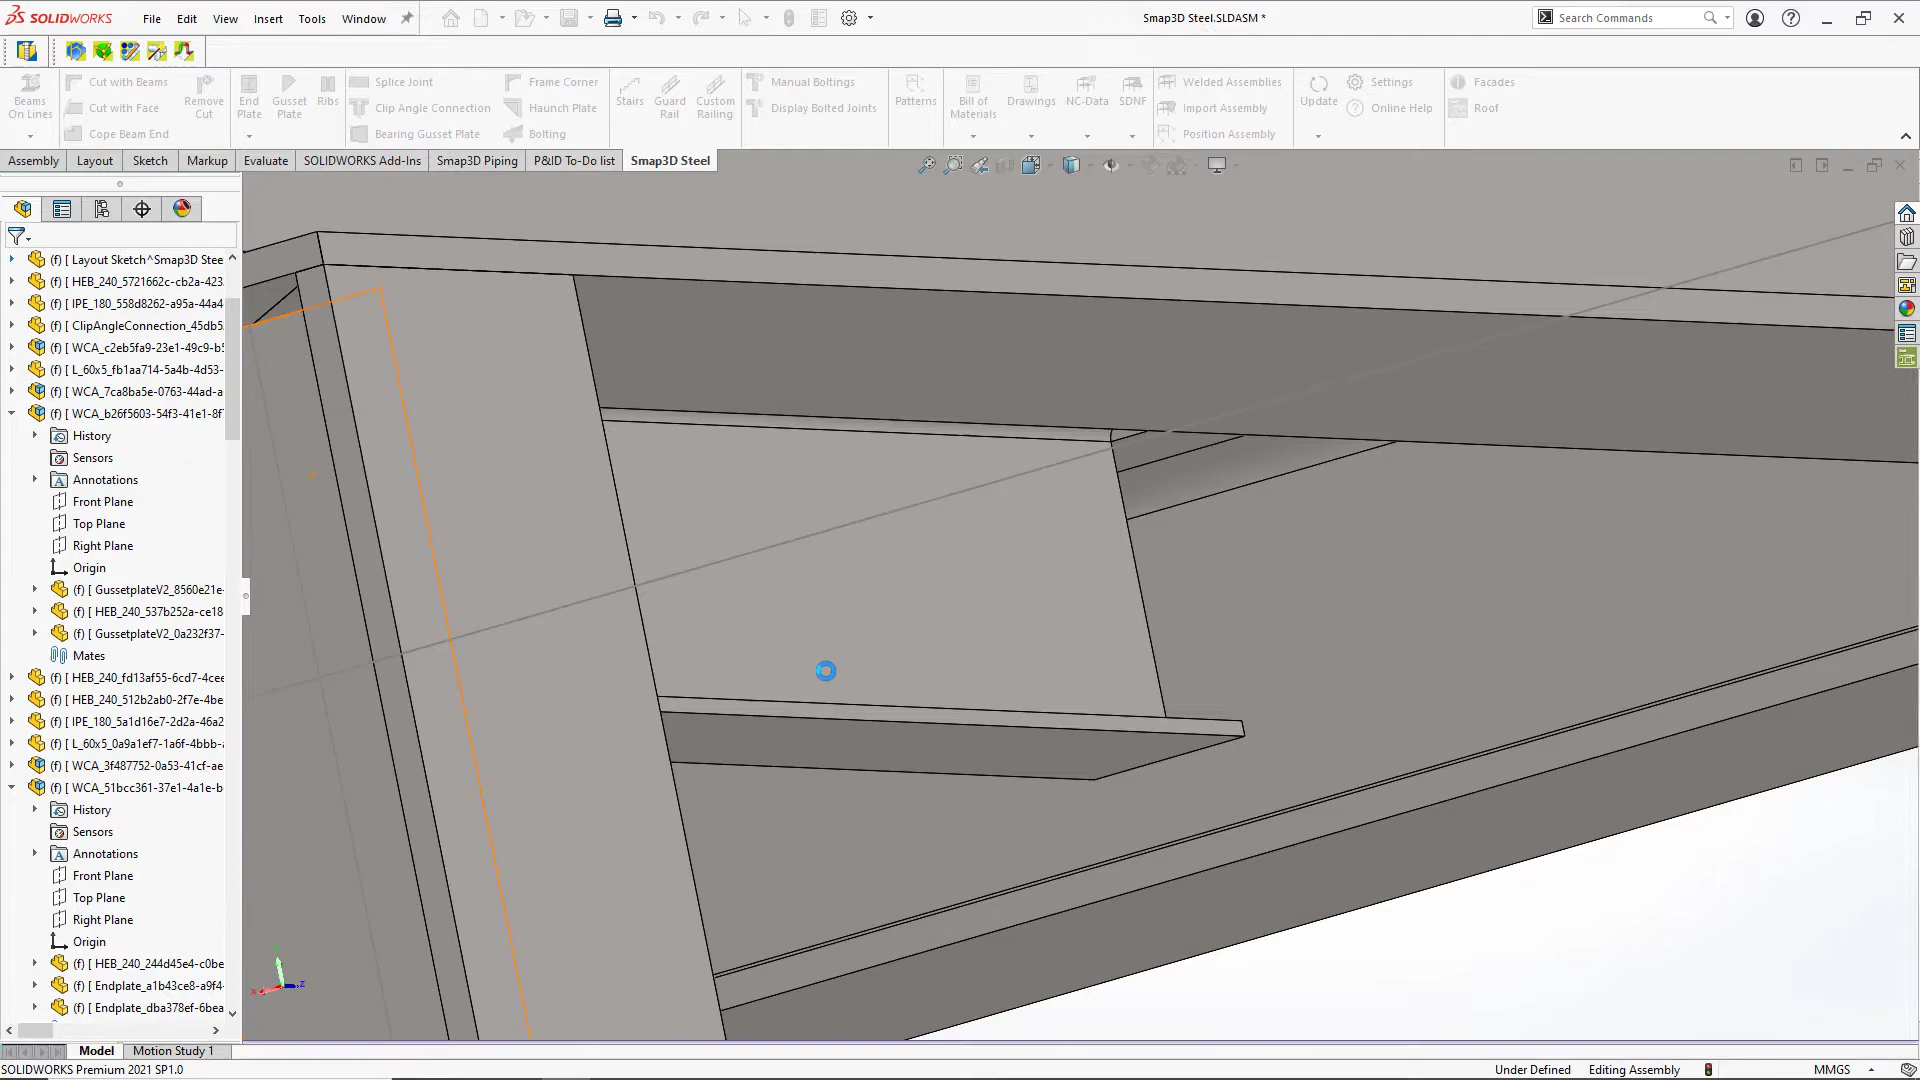 SOLIDWORKS
File Edit View Insert Tools Window
Smap3D Steel.SLDASM *
Search Commands
Beams On Lines
Cut with Beams
Cut with Face
Cope Beam End
Remove Cut
End Plate
Gusset Plate
Ribs
Splice Joint
Clip Angle Connection
Bearing Gusset Plate
Frame Corner
Haunch Plate
Bolting
Stairs
Guard Rail
Custom Railing
Manual Boltings
Display Bolted Joints
Patterns
Bill of Materials
Drawings
NC-Data
SDNF
Welded Assemblies
Import Assembly
Position Assembly
Update
Settings
Online Help
Facades
Roof
Assembly Layout Sketch Markup Evaluate SOLIDWORKS Add-Ins Smap3D Piping P&ID To-Do list Smap3D Steel
(f) [ Layout Sketch^Smap3D Stee
(f) [ HEB_240_5721662c-cb2a-423
(f) [ IPE_180_558d8262-a95a-44a4
(f) [ ClipAngleConnection_45db5
(f) [ WCA_c2eb5fa9-23e1-49c9-b5
(f) [ L_60x5_fb1aa714-5a4b-4d53-
(f) [ WCA_7ca8ba5e-0763-44ad-a
(f) [ WCA_b26f5603-54f3-41e1-8f
History
Sensors
Annotations
Front Plane
Top Plane
Right Plane
Origin
(f) [ GussetplateV2_8560e21e-
(f) [ HEB_240_537b252a-ce18
(f) [ GussetplateV2_0a232f37-
Mates
(f) [ HEB_240_fd13af55-6cd7-4cee
(f) [ HEB_240_512b2ab0-2f7e-4be
(f) [ IPE_180_5a1d16e7-2d2a-46a2
(f) [ L_60x5_0a9a1ef7-1a6f-4bbb-
(f) [ WCA_3f487752-0a53-41cf-ae
(f) [ WCA_51bcc361-37e1-4a1e-b
History
Sensors
Annotations
Front Plane
Top Plane
Right Plane
Origin
(f) [ HEB_240_244d45e4-c0be
(f) [ Endplate_a1b43ce8-a9f4-
(f) [ Endplate_dba378ef-6bea
Model Motion Study 1
SOLIDWORKS Premium 2021 SP1.0
Under Defined Editing Assembly MMGS